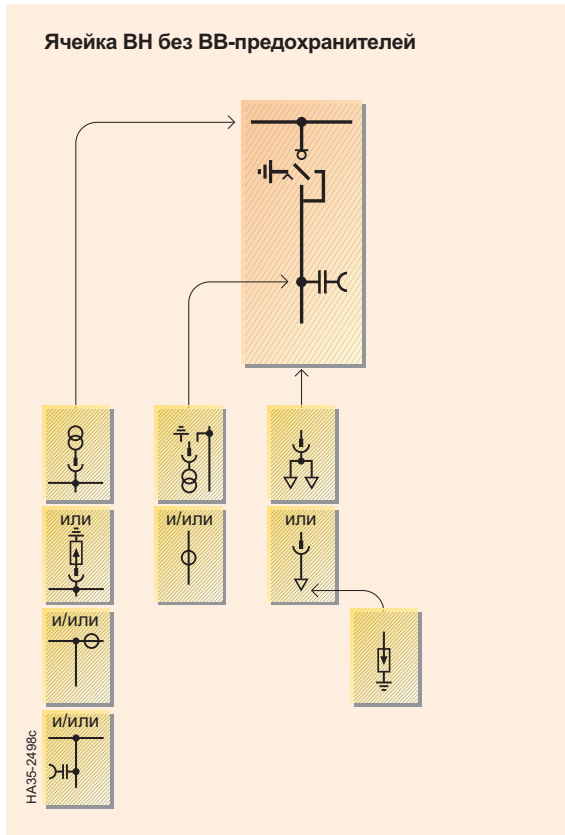 Ячейка ВН без ВВ-предохранителей
или
и/или
и/или
и/или
или
HA35-2498c